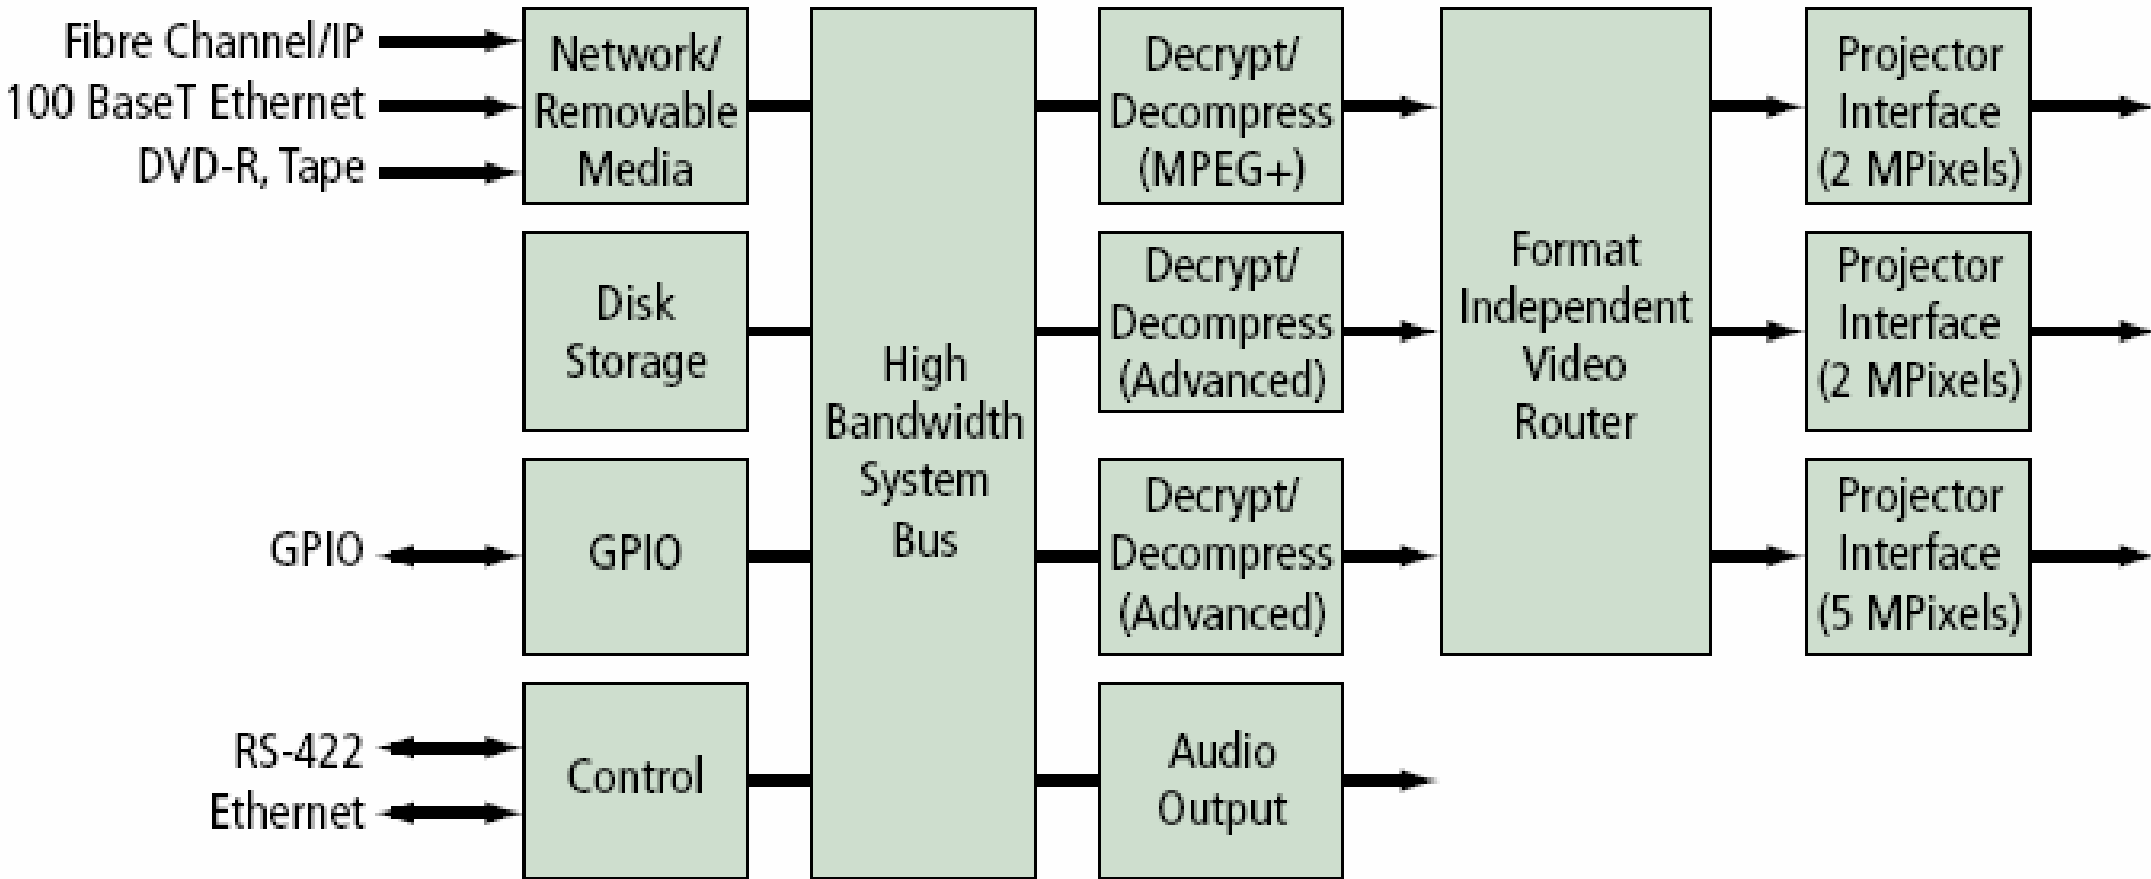 Fibre Channel/IP
100 BaseT Ethernet
DVD-R, Tape
GPIO
RS-422
Ethernet
Network/
Removable
Media
Disk
Storage
GPIO
Control
High
Bandwidth
System
Bus
Decrypt/
Decompress
(MPEG+)
Decrypt/
Decompress
(Advanced)
Decrypt/
Decompress
(Advanced)
Audio
Output
Format
Independent
Video
Router
Projector
Interface
(2 MPixels)
Projector
Interface
(2 MPixels)
Projector
Interface
(5 MPixels)